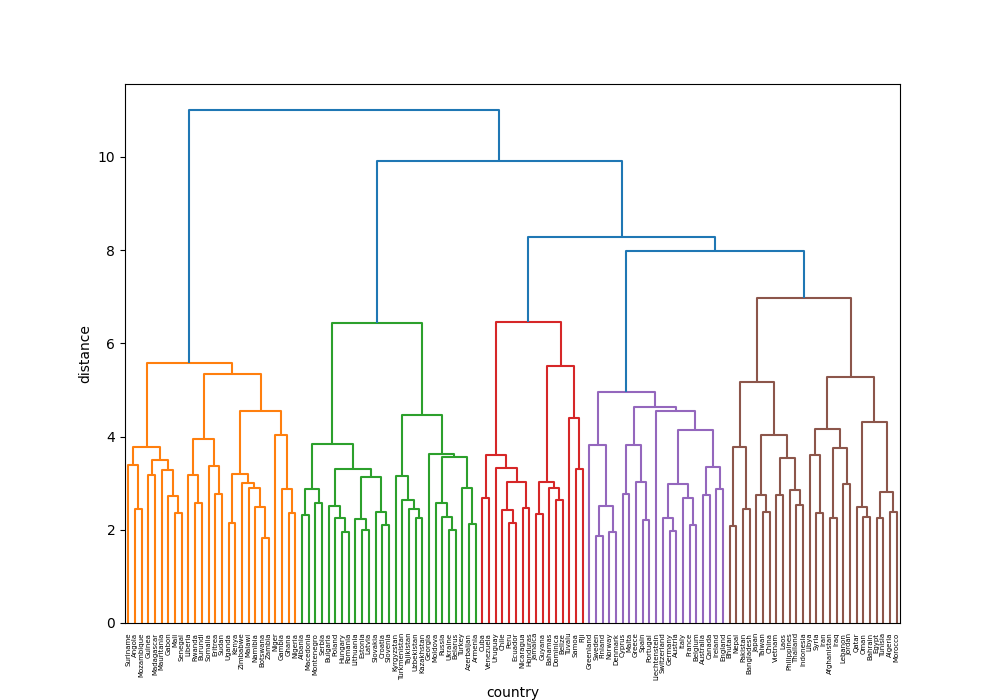 10
8
6
4
2
0
distance
Suriname
Angola
Mozambique
Guinea
Madagascar
Mauritania
Gabon
Mali
Senegal
Liberia
Rwanda
Burundi
Somalia
Eritrea
Sudan
Uganda
Kenya
Zimbabwe
Malawi
Namibia
Botswana
Zambia
Niger
Gambia
Ghana
Nigeria
Albania
Macedonia
Montenegro
Serbia
Bulgaria
Poland
Hungary
Romania
Lithuania
Estonia
Latvia
Slovakia
Croatia
Slovenia
Kyrgyzstan
Turkmenistan
Tajikistan
Uzbekistan
Kazakhstan
Georgia
Moldova
Russia
Ukraine
Belarus
Turkey
Azerbaijan
Armenia
Cuba
Venezuela
Uruguay
Chile
Peru
Ecuador
Nicaragua
Honduras
Jamaica
Guyana
Bahamas
Dominica
Belize
Tuvalu
Samoa
Fiji
Greenland
Sweden
Finland
Norway
Denmark
Cyprus
Malta
Greece
Spain
Portugal
Liechtenstein
Switzerland
Germany
Austria
Italy
France
Belgium
Australia
Canada
Ireland
England
Bhutan
Nepal
Pakistan
Bangladesh
Japan
Taiwan
China
Vietnam
Laos
Philippines
Thailand
Indonesia
Libya
Syria
Iran
Afghanistan
Iraq
Lebanon
Jordan
Qatar
Oman
Bahrain
Egypt
Tunisia
Algeria
Morocco
country